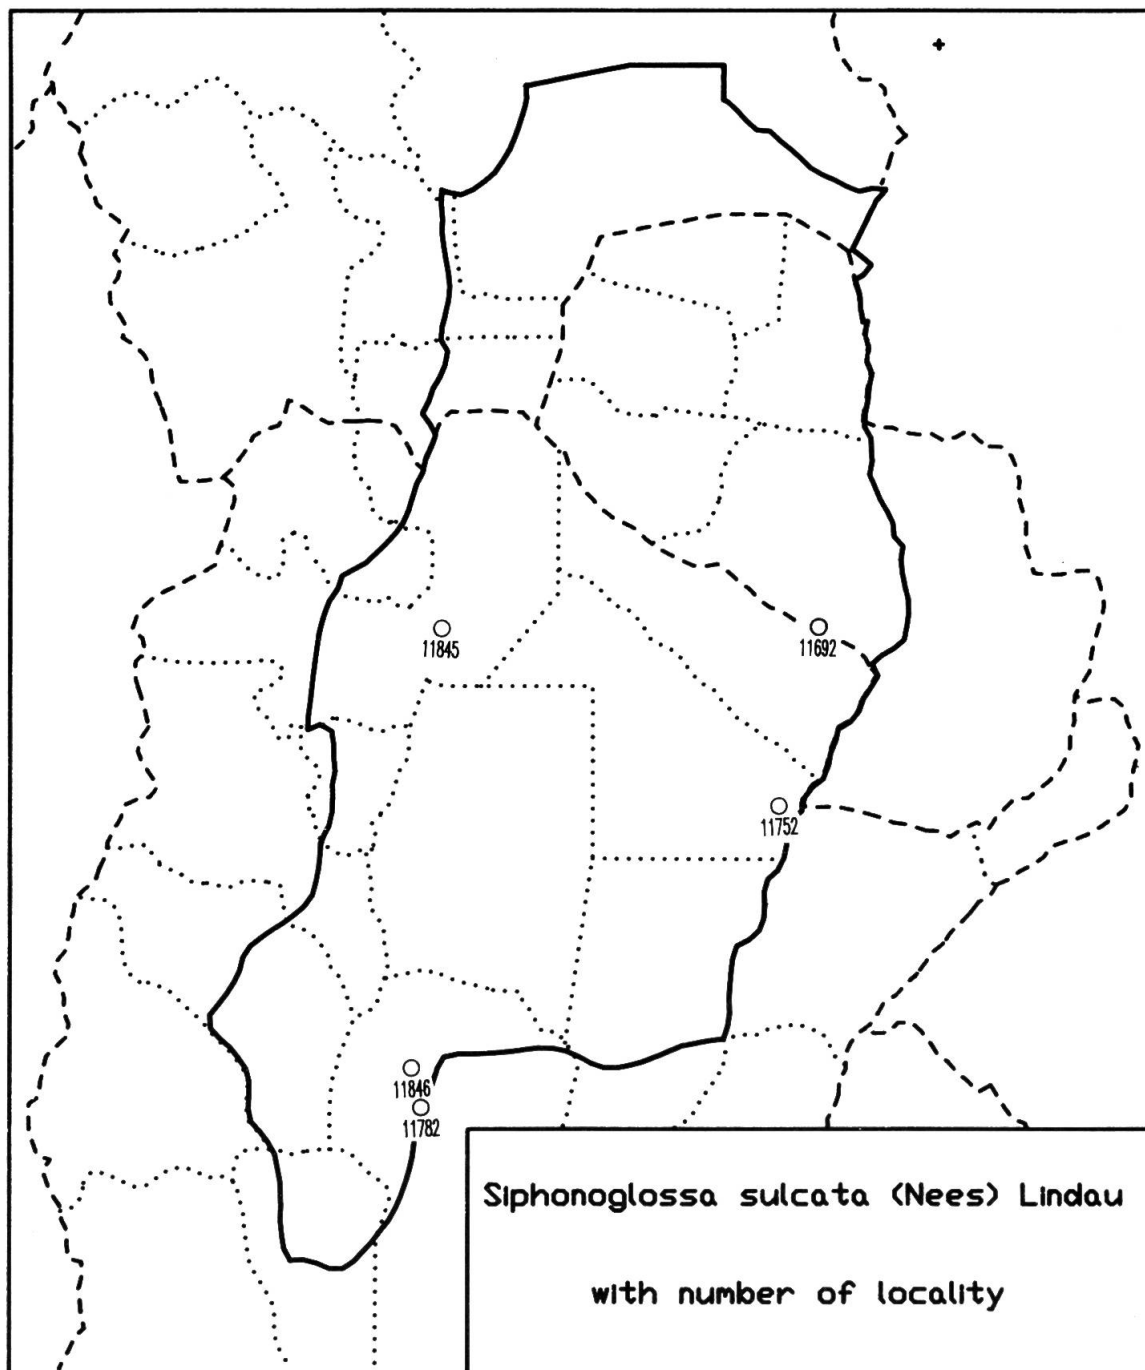 11845
11692
11752
11846
11782
Siphonoglossa sulcata (Nees) Lindau
with number of locality